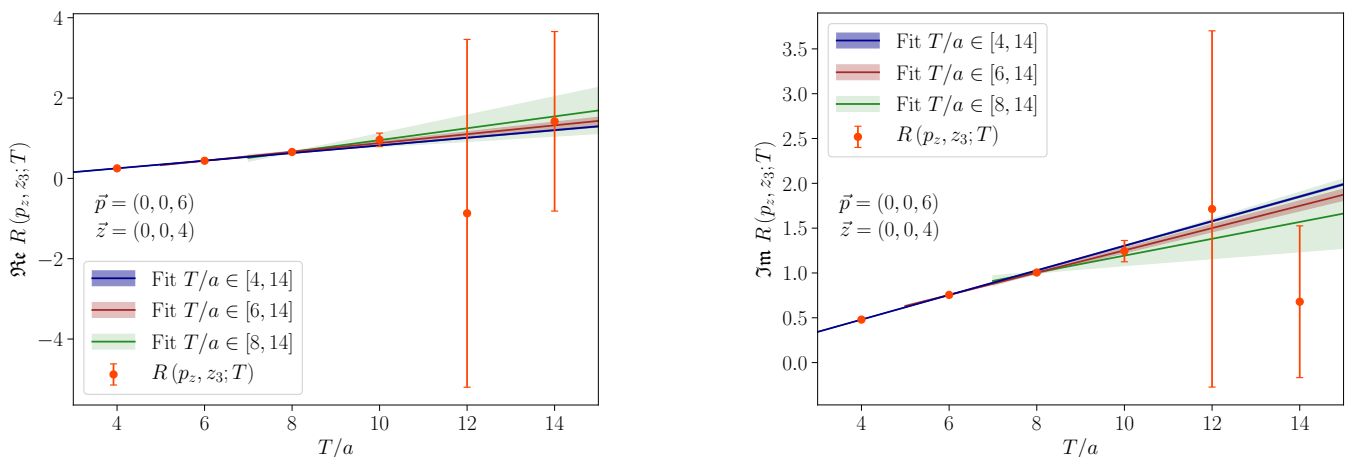 4
2
0
−2
−4
4
6
8
10
12
14
T/a
ℜ𝔢 R (p_z, z_3; T)
p⃗ = (0, 0, 6)
z⃗ = (0, 0, 4)
Fit T/a ∈ [4, 14]
Fit T/a ∈ [6, 14]
Fit T/a ∈ [8, 14]
R (p_z, z_3; T)
3.5
3.0
2.5
2.0
1.5
1.0
0.5
0.0
4
6
8
10
12
14
T/a
ℑ𝔪 R (p_z, z_3; T)
Fit T/a ∈ [4, 14]
Fit T/a ∈ [6, 14]
Fit T/a ∈ [8, 14]
R (p_z, z_3; T)
p⃗ = (0, 0, 6)
z⃗ = (0, 0, 4)